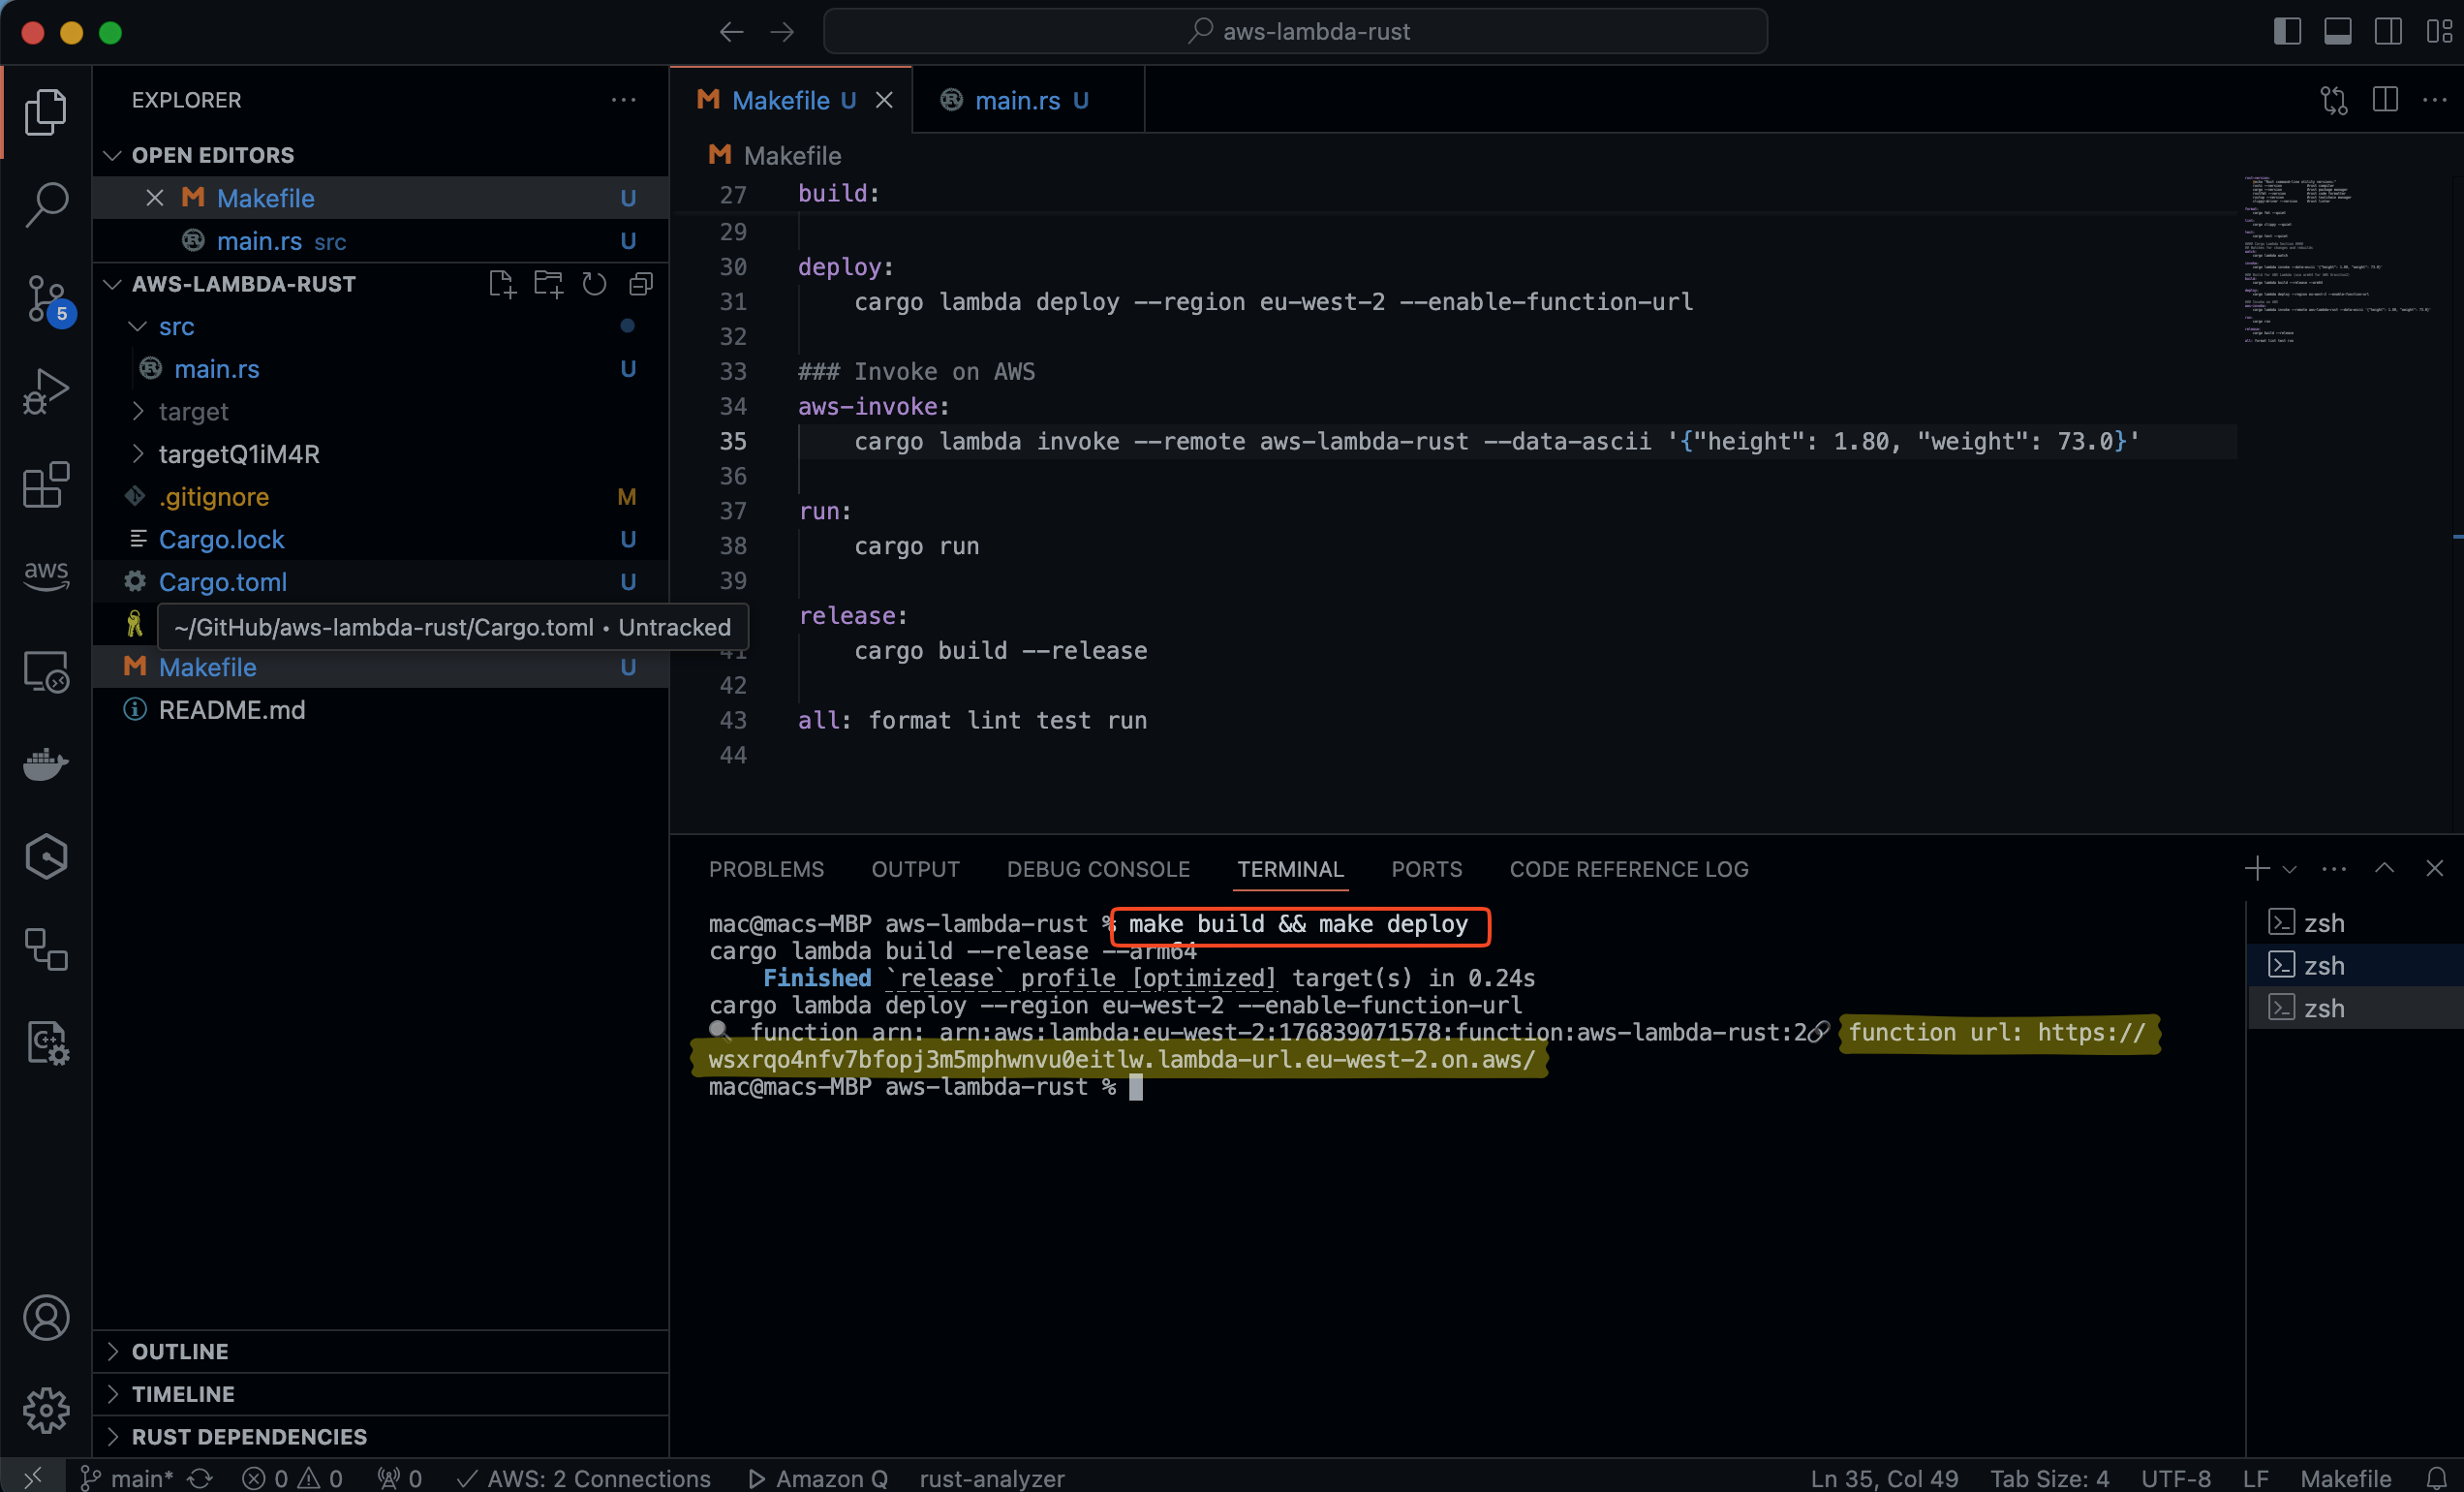 aws-lambda-rust
EXPLORER
OPEN EDITORS
Makefile U
main.rs src U
AWS-LAMBDA-RUST
src
main.rs U
target
targetQ1iM4R
.gitignore M
Cargo.lock U
Cargo.toml U
~/GitHub/aws-lambda-rust/Cargo.toml • Untracked
Makefile U
README.md
OUTLINE
TIMELINE
RUST DEPENDENCIES
5
aws
Makefile U
main.rs U
Makefile
27 build:
29
30 deploy:
31 cargo lambda deploy --region eu-west-2 --enable-function-url
32
33 ### Invoke on AWS
34 aws-invoke:
35 cargo lambda invoke --remote aws-lambda-rust --data-ascii '{"height": 1.80, "weight": 73.0}'
36
37 run:
38 cargo run
39
release:
41 cargo build --release
42
43 all: format lint test run
44
PROBLEMS OUTPUT DEBUG CONSOLE TERMINAL PORTS CODE REFERENCE LOG
mac@macs-MBP aws-lambda-rust % make build && make deploy
cargo lambda build --release --arm64
Finished `release` profile [optimized] target(s) in 0.24s
cargo lambda deploy --region eu-west-2 --enable-function-url
function arn: arn:aws:lambda:eu-west-2:176839071578:function:aws-lambda-rust:2 function url: https://
wsxrqo4nfv7bfopj3m5mphwnvu0eitlw.lambda-url.eu-west-2.on.aws/
mac@macs-MBP aws-lambda-rust %
zsh
zsh
zsh
main* 0 0 0 AWS: 2 Connections Amazon Q rust-analyzer Ln 35, Col 49 Tab Size: 4 UTF-8 LF Makefile